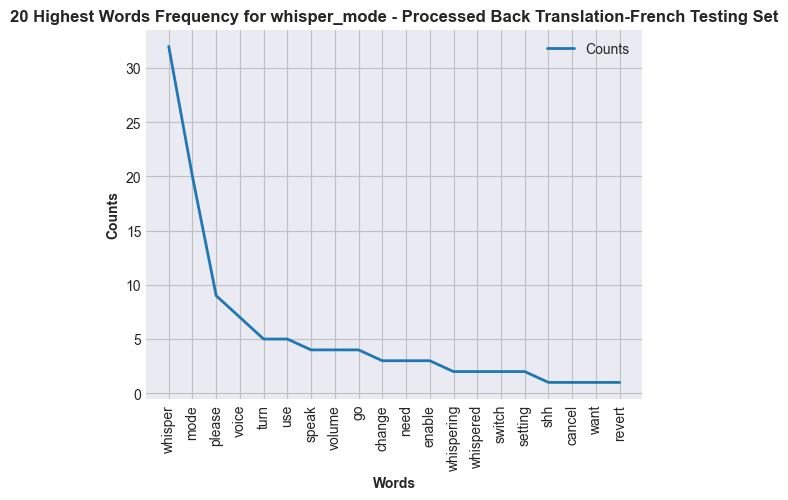 20 Highest Words Frequency for whisper_mode - Processed Back Translation-French Testing Set
Counts
30
25
20
15
10
5
0
Counts
whisper
mode
please
voice
turn
use
speak
volume
go
change
need
enable
whispering
whispered
switch
setting
shh
cancel
want
revert
Words